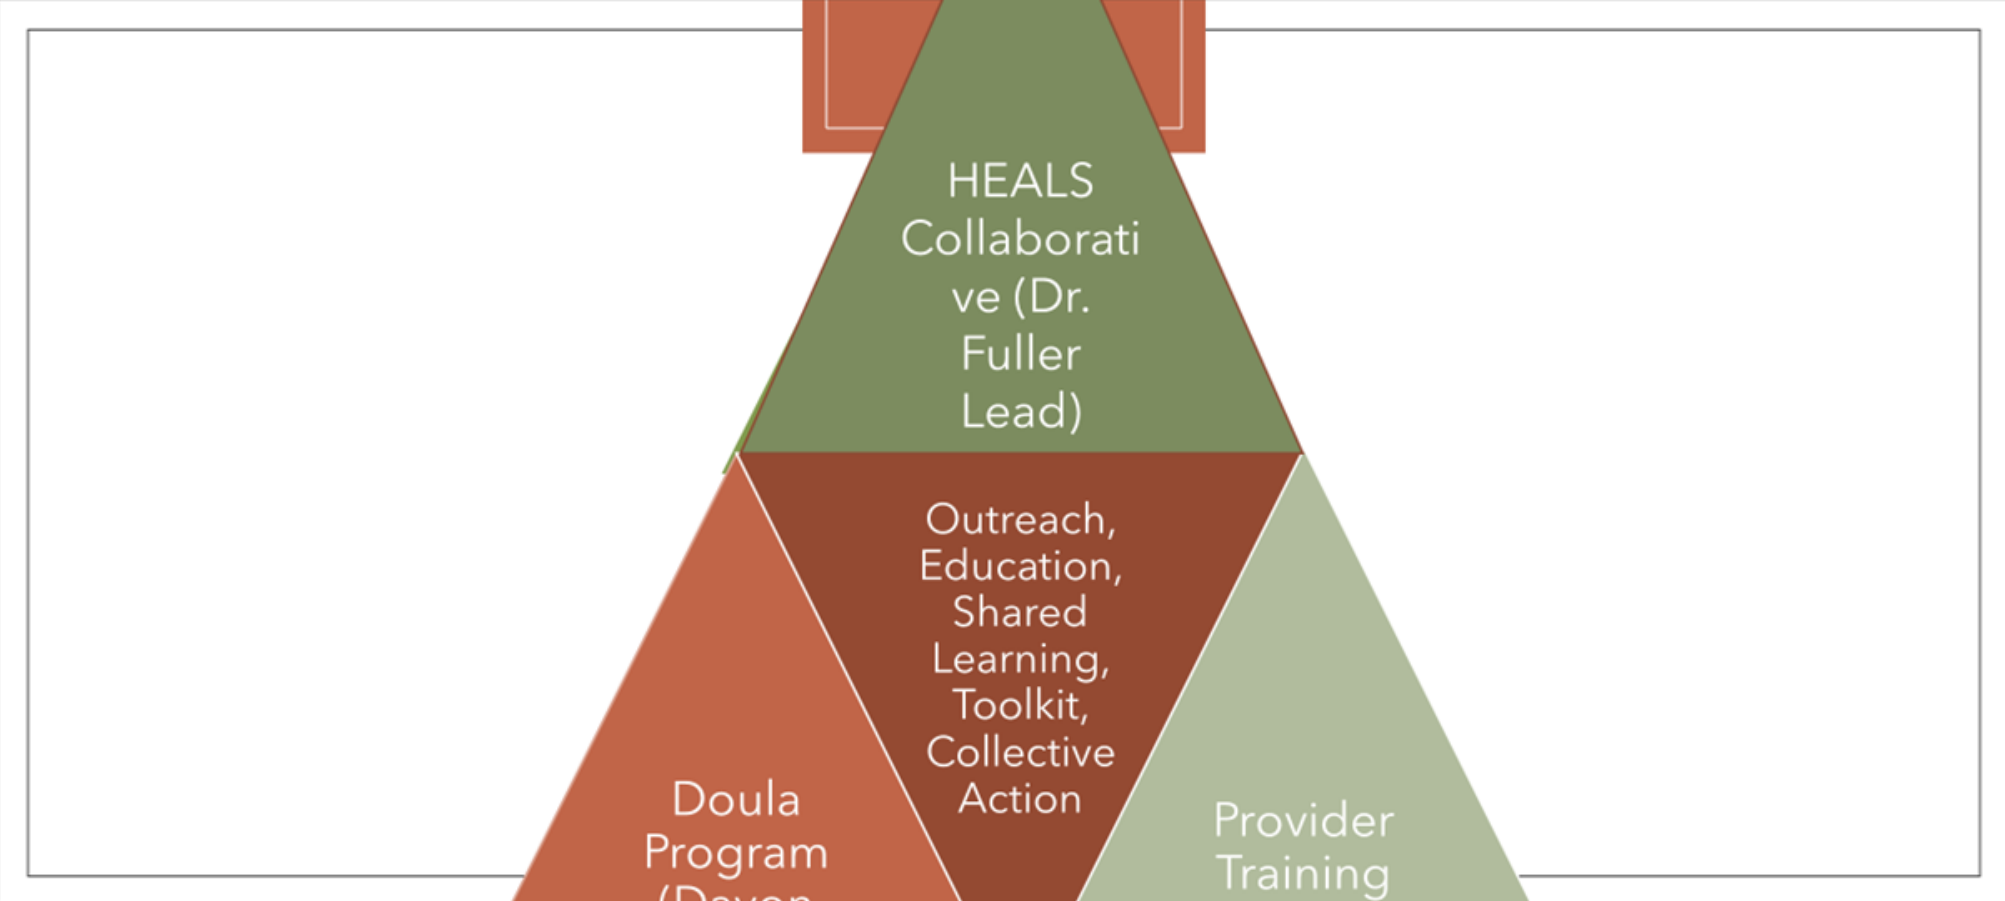 HEALS
Collaborati
ve (Dr.
Fuller
Lead)
Outreach,
Education,
Shared
Learning,
Toolkit,
Collective
Action
Doula
Program
Provider
Training